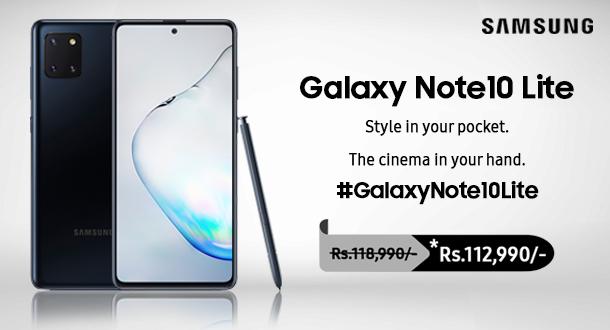 SAMSUNG
Galaxy Note10 Lite
Style in your pocket.
The cinema in your hand.
#GalaxyNote10Lite
Rs.118,990/- *Rs.112,990/-
SAMSUNG